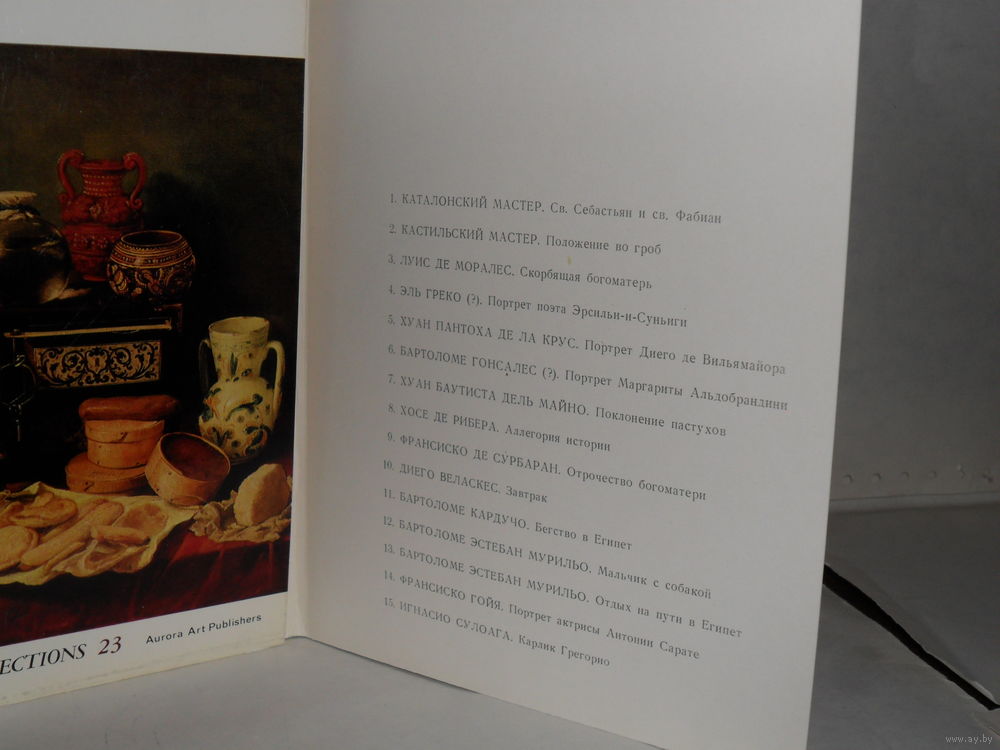 1. КАТАЛОНСКИЙ МАСТЕР. Св. Себастьян и св. Фабиан
2. КАСТИЛЬСКИЙ МАСТЕР. Положение во гроб
3. ЛУИС ДЕ МОРАЛЕС. Скорбящая богоматерь
4. ЭЛЬ ГРЕКО (?). Портрет поэта Эрсильи-и-Суньиги
5. ХУАН ПАНТОХА ДЕ ЛА КРУС. Портрет Диего де Вильямайора
6. БАРТОЛОМЕ ГОНСАЛЕС (?). Портрет Маргариты Альдобрандини
7. ХУАН БАУТИСТА ДЕЛЬ МАЙНО. Поклонение пастухов
8. ХОСЕ ДЕ РИБЕРА. Аллегория истории
9. ФРАНСИСКО ДЕ СУРБАРАН. Отрочество богоматери
10. ДИЕГО ВЕЛАСКЕС. Завтрак
11. БАРТОЛОМЕ КАРДУЧО. Бегство в Египет
12. БАРТОЛОМЕ ЭСТЕБАН МУРИЛЬО. Мальчик с собакой
13. БАРТОЛОМЕ ЭСТЕБАН МУРИЛЬО. Отдых на пути в Египет
14. ФРАНСИСКО ГОЙЯ. Портрет актрисы Антонии Сарате
15. ИГНАСИО СУЛОАГА. Карлик Грегорио
ECTIONS 23 Aurora Art Publishers
www.ay.by